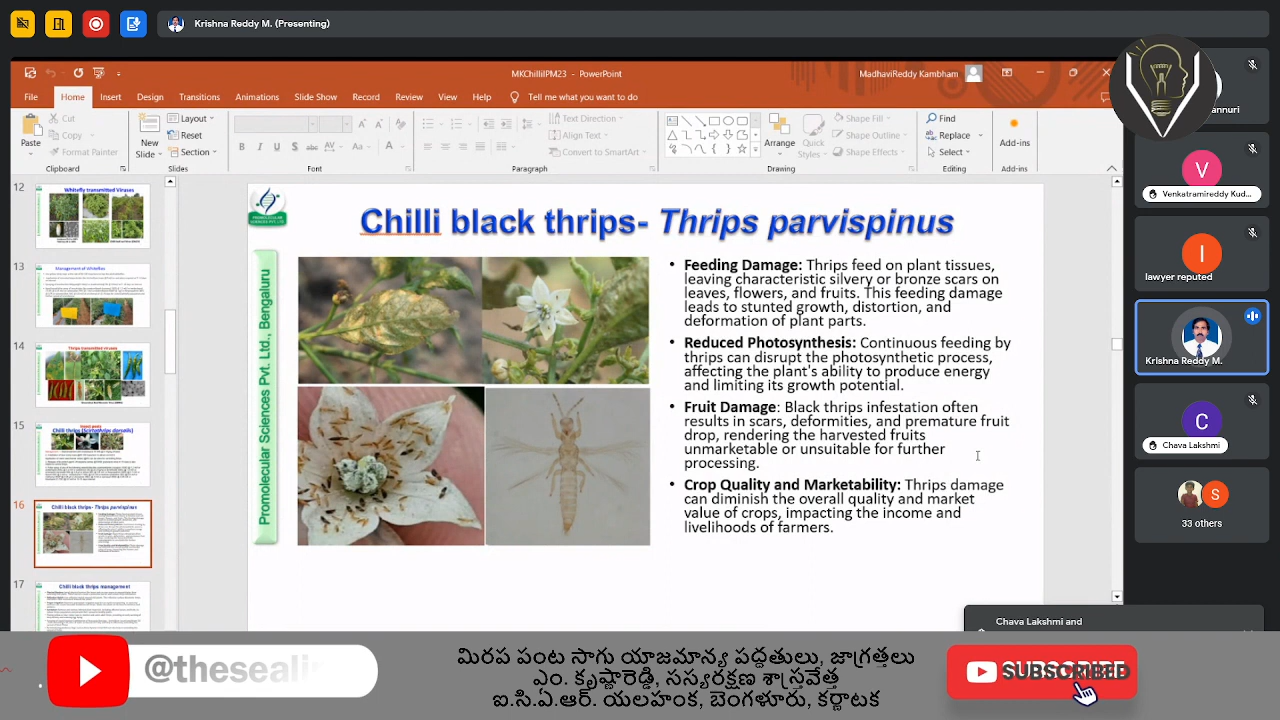 Krishna Reddy M. (Presenting)
MKChilliIPM23 - PowerPoint
MadhaviReddy Kambham
File Home Insert Design Transitions Animations Slide Show Record Review View Help Tell me what you want to do
Cut
Copy
Format Painter
Paste
Clipboard
New
Slide
Layout
Reset
Section
Slides
Font
Text Direction
Align Text
Convert to SmartArt
Paragraph
Arrange
Quick
Styles
Shape Fill
Shape Outline
Shape Effects
Drawing
Find
Replace
Select
Editing
Add-ins
Add-ins
12
Whitefly transmitted Viruses
13
Management of whiteflies
14
Thrips transmitted viruses
15
Chilli thrips (Scirtothrips dorsalis)
16
Chilli black thrips- Thrips parvispinus
17
Chilli black thrips management
Chilli black thrips- Thrips parvispinus
• Feeding Damage: Thrips feed on plant tissues,
leaving characteristic silvery or bronze scars on
leaves, flowers, and fruits. This feeding damage
leads to stunted growth, distortion, and
deformation of plant parts.
• Reduced Photosynthesis: Continuous feeding by
thrips can disrupt the photosynthetic process,
affecting the plant's ability to produce energy
and limiting its growth potential.
• Fruit Damage: Black thrips infestation often
results in scars, blemishes, and premature fruit
drop, rendering the harvested fruits
unmarketable or unsuitable for further
processing.
• Crop Quality and Marketability: Thrips damage
can diminish the overall quality and market
value of crops, impacting the income and
livelihoods of
V
Venkatramireddy Kud...
I
lawyer reputed
Krishna Reddy M.
C
Chava Lakshmi
S
Chava Lakshmi and
@theseali
మిరప పంట సాగు యాజమాన్య పద్ధతులు, జాగ్రత్తలు
ఎం. కృష్ణారెడ్డి, సస్యరక్షణ శాస్త్రవేత్త
ఐ.సి.ఏ.ఆర్. యలహంక, బెంగళూరు, కర్ణాటక